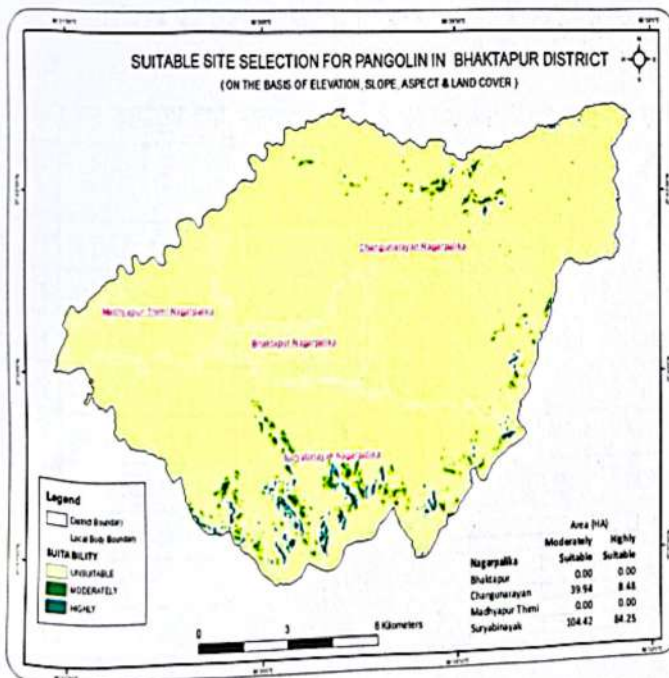 SUITABLE SITE SELECTION FOR PANGOLIN IN BHAKTAPUR DISTRICT
( ON THE BASIS OF ELEVATION, SLOPE, ASPECT & LAND COVER )
N
Changunarayan Nagarpalika
Madhyapur Thimi Nagarpalika
Bhaktapur Nagarpalika
Suryabinayak Nagarpalika
Legend
District Boundary
Local Body Boundary
SUITABILITY
UNSUITABLE
MODERATELY
HIGHLY
0 3 6 Kilometers
Area (HA)
Moderately Highly
Nagarpalika Suitable Suitable
Bhaktapur 0.00 0.00
Changunarayan 39.94 8.48
Madhyapur Thimi 0.00 0.00
Suryabinayak 104.42 84.25